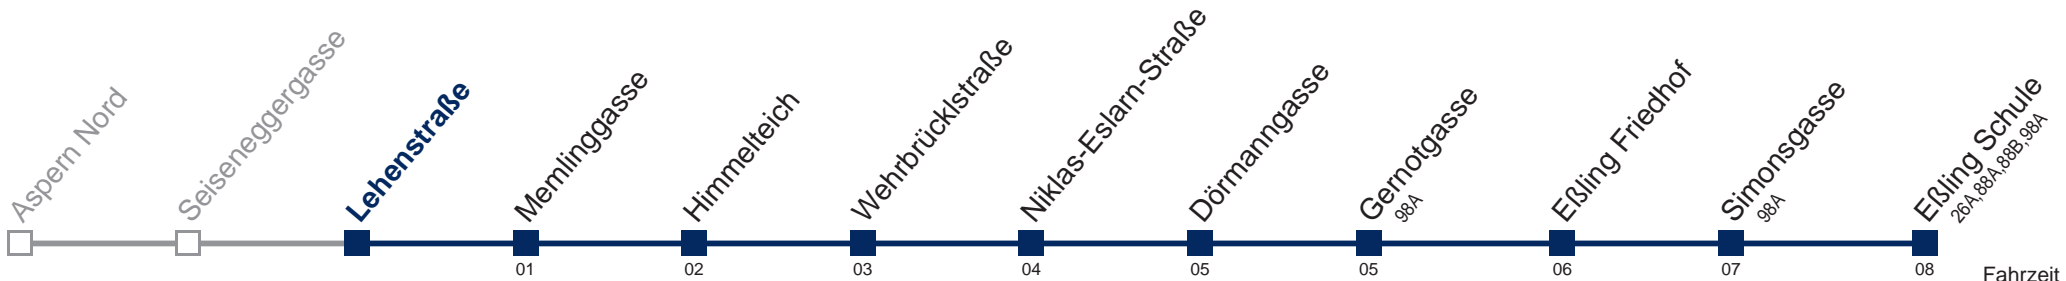 Aspern Nord
Seiseneggergasse
Lehenstraße
Memlinggasse
Himmelteich
Wehrbrücklstraße
Niklas-Eslarn-Straße
Dörmanngasse
Gernotgasse
98A
Eßling Friedhof
Simonsgasse
98A
Eßling Schule
26A,88A,88B,98A
01 02 03 04 05 05 06 07 08 Fahrzeit